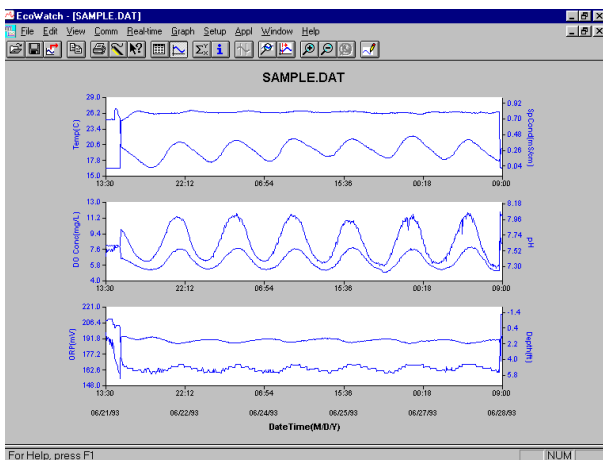 EcoWatch - [SAMPLE.DAT]
File Edit View Comm Real-time Graph Setup Appl Window Help
SAMPLE.DAT
Temp(C)
29.0
26.2
23.4
20.6
17.8
15.0
0.92
0.70
0.48
0.26
0.04
SpCond(mS/cm)
13:30 22:12 06:54 15:36 00:18 09:00
DO Conc(mg/L)
13.0
11.2
9.4
7.6
5.8
4.0
8.18
7.96
7.74
7.52
7.30
pH
13:30 22:12 06:54 15:36 00:18 09:00
ORP(mV)
221.0
206.4
191.8
177.2
162.6
148.0
-1.4
0.4
2.2
4.0
5.8
Depth(ft)
13:30 22:12 06:54 15:36 00:18 09:00
06/21/93 06/22/93 06/24/93 06/25/93 06/27/93 06/28/93
DateTime(M/D/Y)
For Help, press F1
NUM